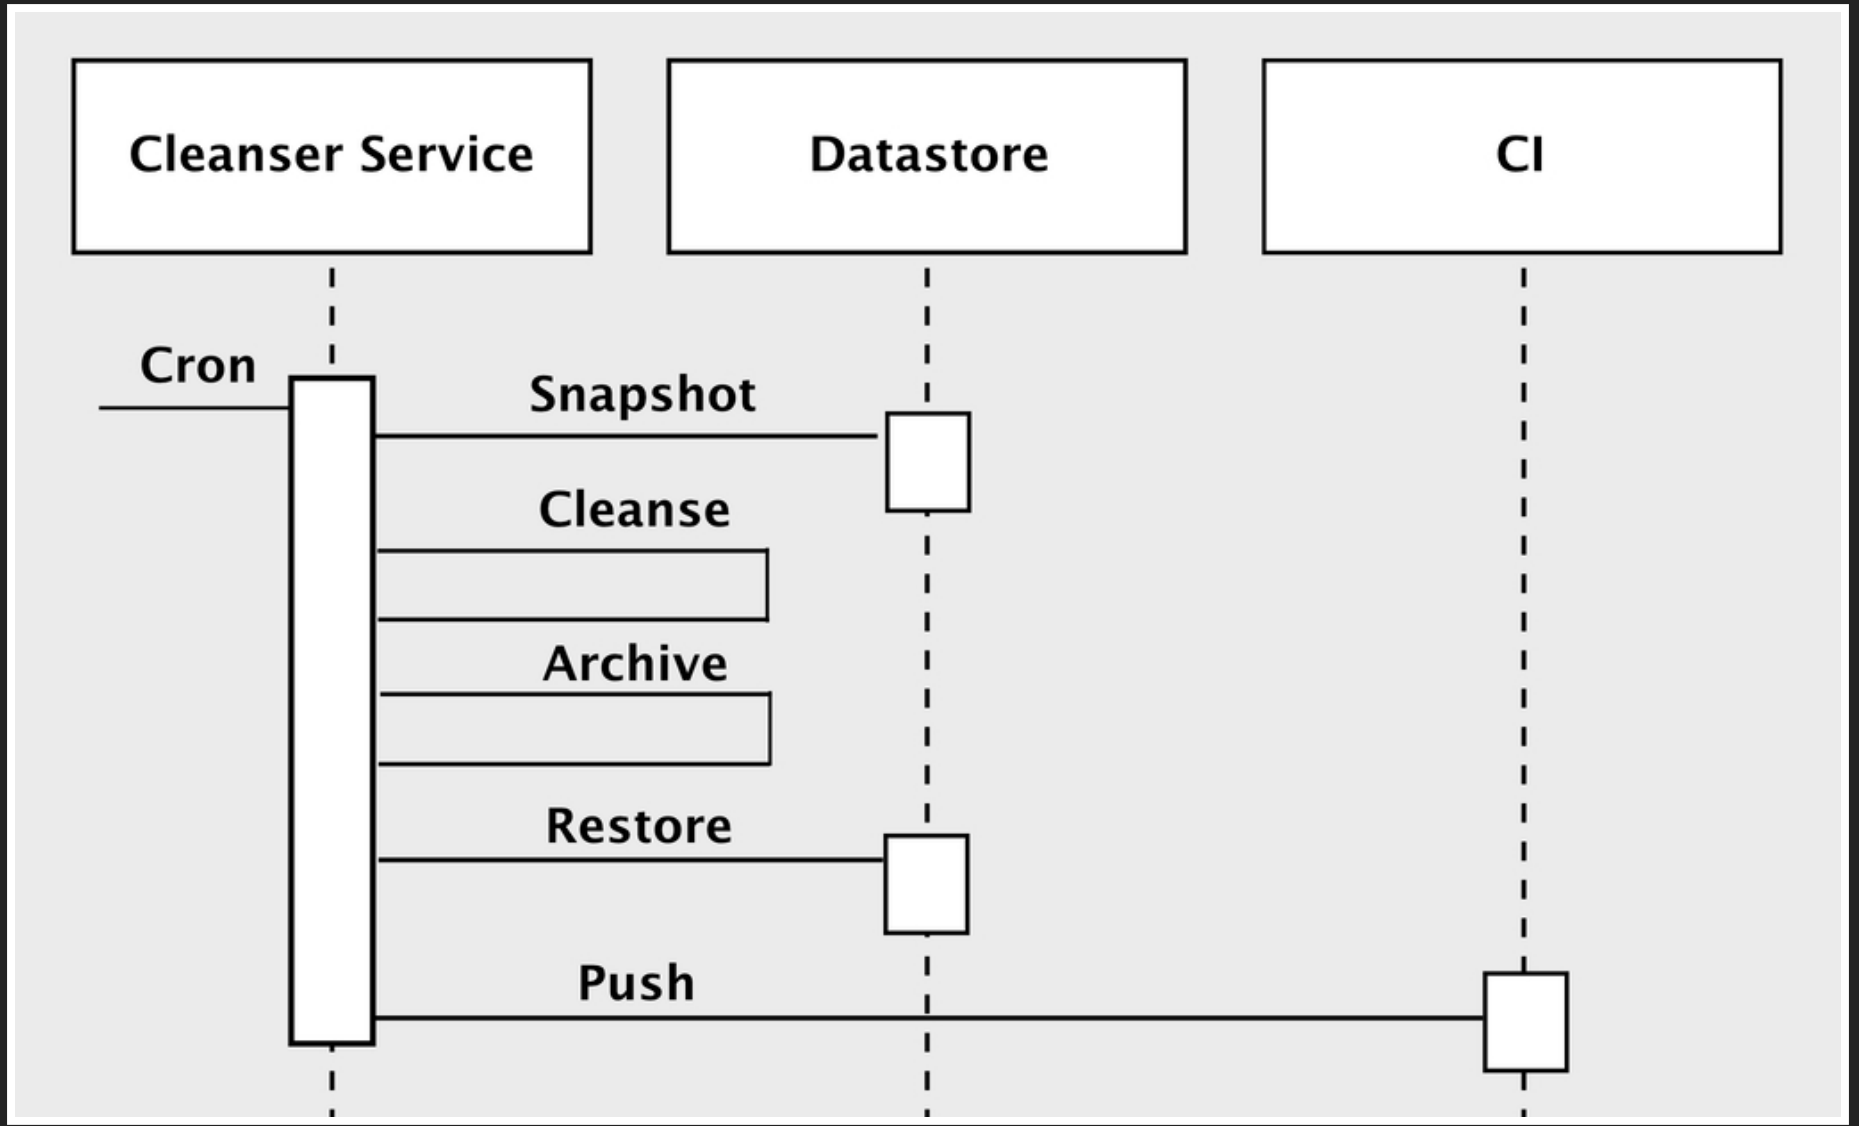 Cleanser Service
Datastore
CI
Cron
Snapshot
Cleanse
Archive
Restore
Push